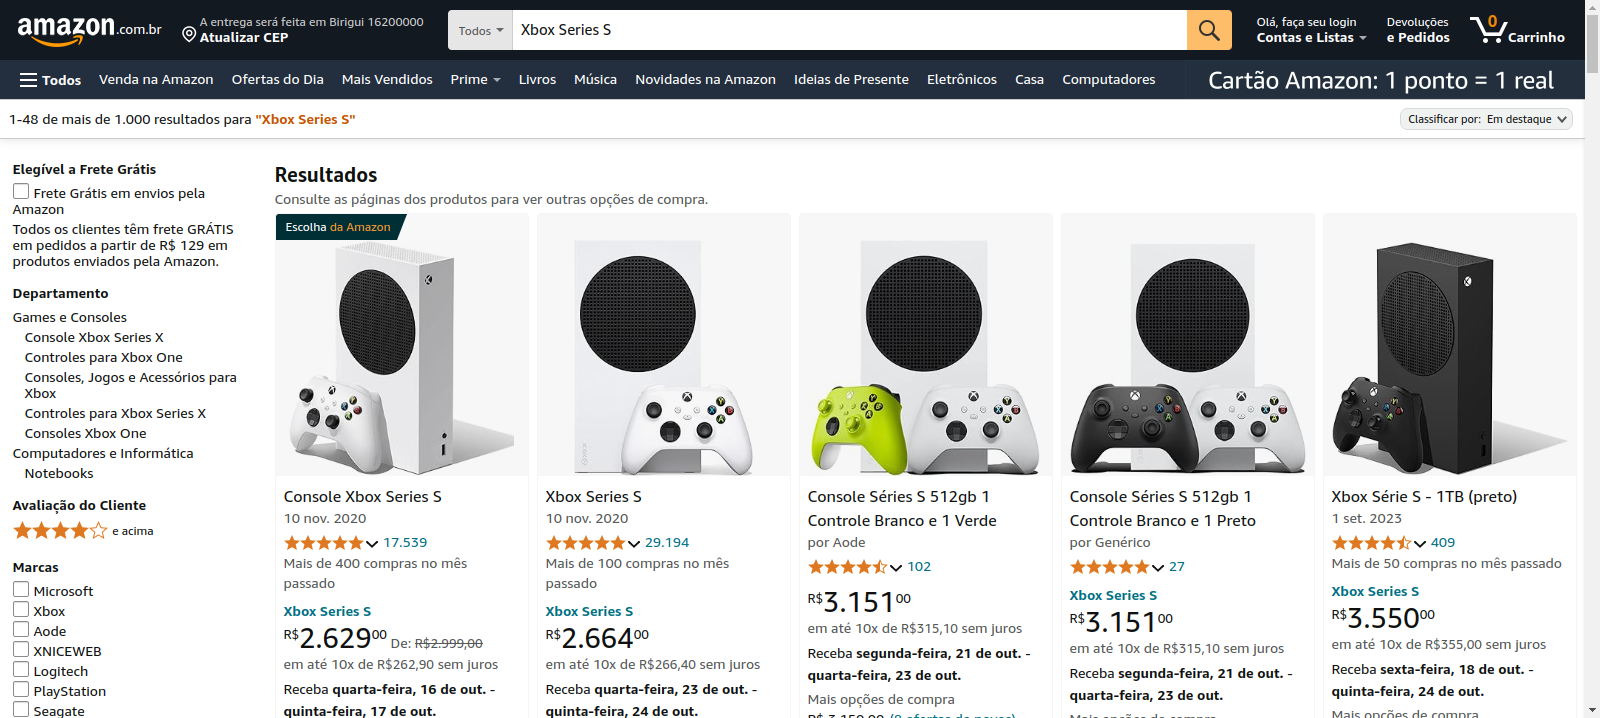 amazon.com.br
A entrega será feita em Birigui 16200000
Atualizar CEP
Todos
Xbox Series S
Olá, faça seu login
Contas e Listas
Devoluções
e Pedidos
0
Carrinho
Todos
Venda na Amazon
Ofertas do Dia
Mais Vendidos
Prime
Livros
Música
Novidades na Amazon
Ideias de Presente
Eletrônicos
Casa
Computadores
Cartão Amazon: 1 ponto = 1 real
1-48 de mais de 1.000 resultados para "Xbox Series S"
Classificar por: Em destaque
Elegível a Frete Grátis
Frete Grátis em envios pela
Amazon
Todos os clientes têm frete GRÁTIS
em pedidos a partir de R$ 129 em
produtos enviados pela Amazon.
Departamento
Games e Consoles
Console Xbox Series X
Controles para Xbox One
Consoles, Jogos e Acessórios para
Xbox
Controles para Xbox Series X
Consoles Xbox One
Computadores e Informática
Notebooks
Avaliação do Cliente
e acima
Marcas
Microsoft
Xbox
Aode
XNICEWEB
Logitech
PlayStation
Seagate
Resultados
Consulte as páginas dos produtos para ver outras opções de compra.
Escolha da Amazon
Console Xbox Series S
10 nov. 2020
17.539
Mais de 400 compras no mês
passado
Xbox Series S
R$2.62900 De: R$2.999,00
em até 10x de R$262,90 sem juros
Receba quarta-feira, 16 de out. -
quinta-feira, 17 de out.
Xbox Series S
10 nov. 2020
29.194
Mais de 100 compras no mês
passado
Xbox Series S
R$2.66400
em até 10x de R$266,40 sem juros
Receba quarta-feira, 23 de out. -
quinta-feira, 24 de out.
Console Séries S 512gb 1
Controle Branco e 1 Verde
por Aode
102
R$3.15100
em até 10x de R$315,10 sem juros
Receba segunda-feira, 21 de out. -
quarta-feira, 23 de out.
Mais opções de compra
Console Séries S 512gb 1
Controle Branco e 1 Preto
por Genérico
27
Xbox Series S
R$3.15100
em até 10x de R$315,10 sem juros
Receba segunda-feira, 21 de out. -
quarta-feira, 23 de out.
Mais opções de compra
Xbox Série S - 1TB (preto)
1 set. 2023
409
Mais de 50 compras no mês passado
Xbox Series S
R$3.55000
em até 10x de R$355,00 sem juros
Receba sexta-feira, 18 de out. -
quinta-feira, 24 de out.
Mais opções de compra